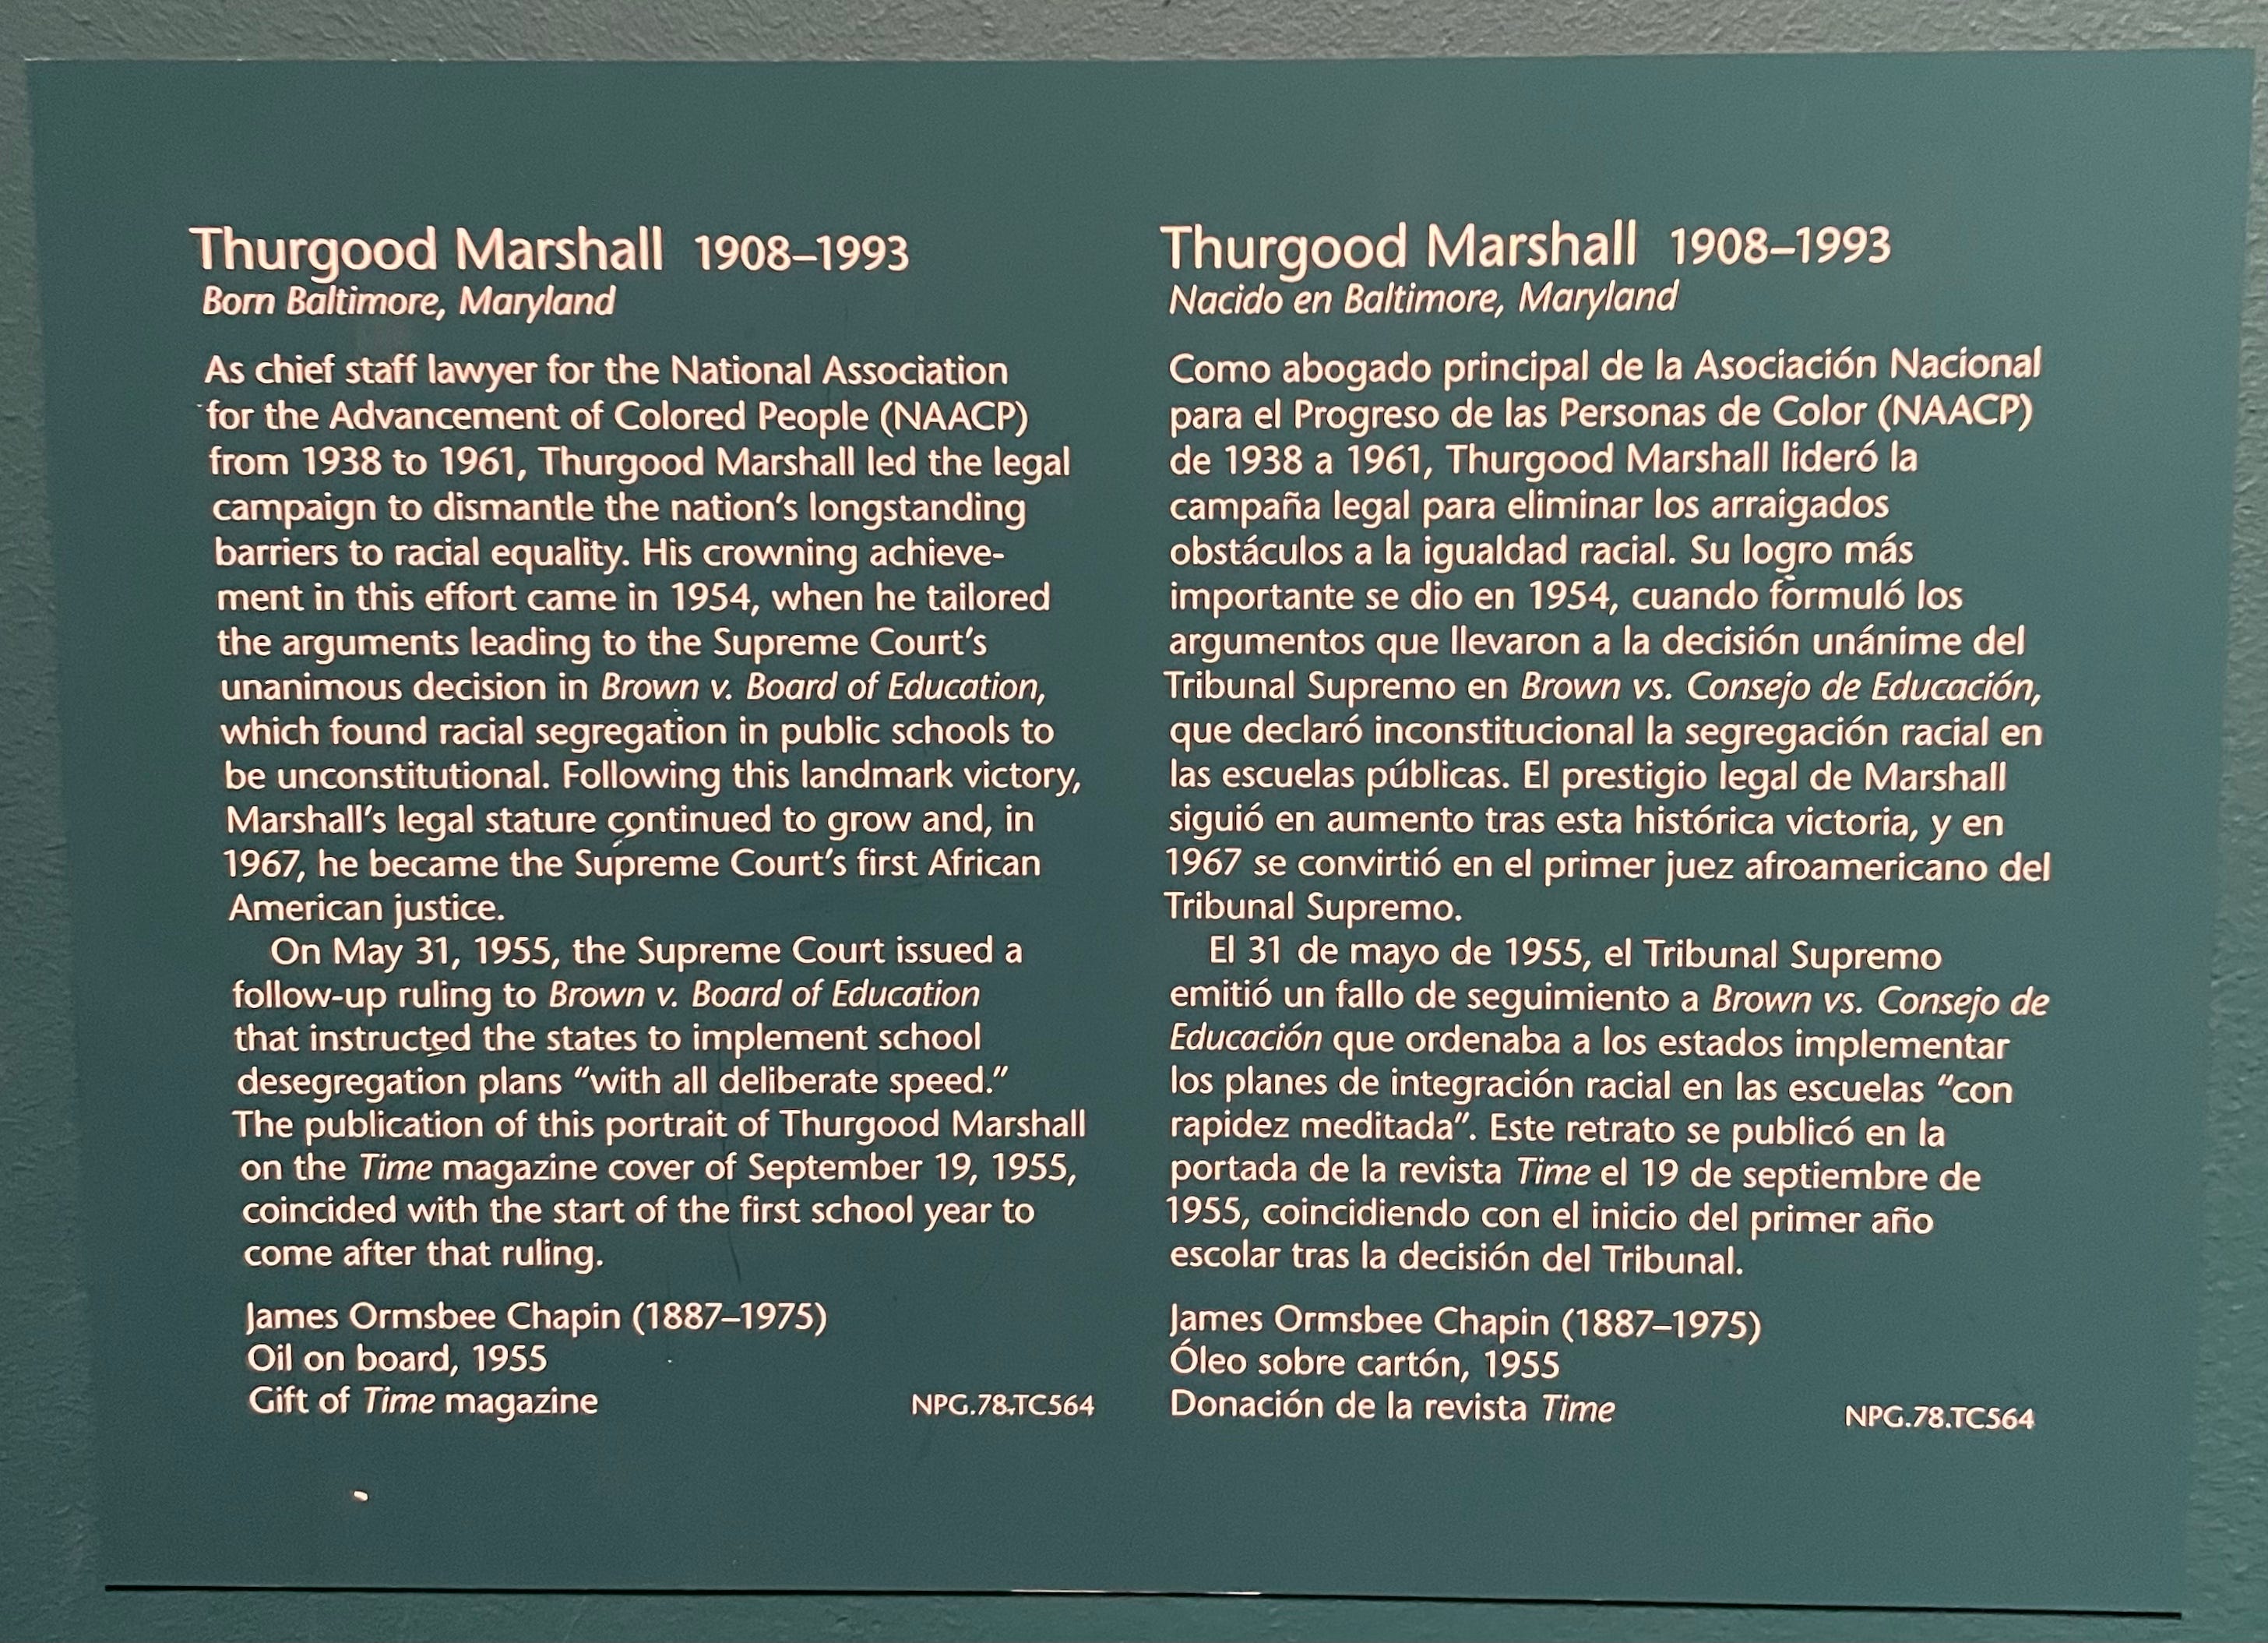 Thurgood Marshall 1908–1993
Born Baltimore, Maryland
As chief staff lawyer for the National Association
for the Advancement of Colored People (NAACP)
from 1938 to 1961, Thurgood Marshall led the legal
campaign to dismantle the nation's longstanding
barriers to racial equality. His crowning achieve-
ment in this effort came in 1954, when he tailored
the arguments leading to the Supreme Court's
unanimous decision in Brown v. Board of Education,
which found racial segregation in public schools to
be unconstitutional. Following this landmark victory,
Marshall's legal stature continued to grow and, in
1967, he became the Supreme Court's first African
American justice.
On May 31, 1955, the Supreme Court issued a
follow-up ruling to Brown v. Board of Education
that instructed the states to implement school
desegregation plans “with all deliberate speed.”
The publication of this portrait of Thurgood Marshall
on the Time magazine cover of September 19, 1955,
coincided with the start of the first school year to
come after that ruling.
James Ormsbee Chapin (1887–1975)
Oil on board, 1955
Gift of Time magazine NPG.78.TC564
Thurgood Marshall 1908–1993
Nacido en Baltimore, Maryland
Como abogado principal de la Asociación Nacional
para el Progreso de las Personas de Color (NAACP)
de 1938 a 1961, Thurgood Marshall lideró la
campaña legal para eliminar los arraigados
obstáculos a la igualdad racial. Su logro más
importante se dio en 1954, cuando formuló los
argumentos que llevaron a la decisión unánime del
Tribunal Supremo en Brown vs. Consejo de Educación,
que declaró inconstitucional la segregación racial en
las escuelas públicas. El prestigio legal de Marshall
siguió en aumento tras esta histórica victoria, y en
1967 se convirtió en el primer juez afroamericano del
Tribunal Supremo.
El 31 de mayo de 1955, el Tribunal Supremo
emitió un fallo de seguimiento a Brown vs. Consejo de
Educación que ordenaba a los estados implementar
los planes de integración racial en las escuelas “con
rapidez meditada”. Este retrato se publicó en la
portada de la revista Time el 19 de septiembre de
1955, coincidiendo con el inicio del primer año
escolar tras la decisión del Tribunal.
James Ormsbee Chapin (1887–1975)
Óleo sobre cartón, 1955
Donación de la revista Time NPG.78.TC564